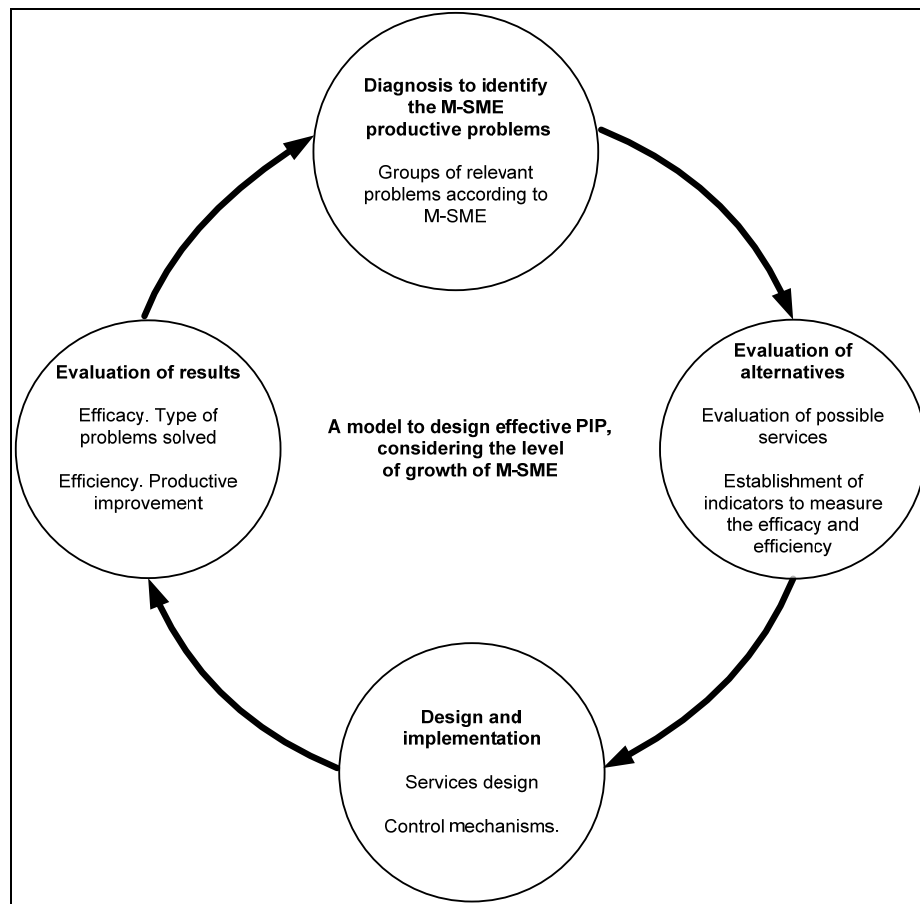 Diagnosis to identify
the M-SME
productive problems
Groups of relevant
problems according to
M-SME
Evaluation of
alternatives
Evaluation of possible
services
Establishment of
indicators to measure
the efficacy and
efficiency
Design and
implementation
Services design
Control mechanisms.
Evaluation of results
Efficacy. Type of
problems solved
Efficiency. Productive
improvement
A model to design effective PIP,
considering the level
of growth of M-SME